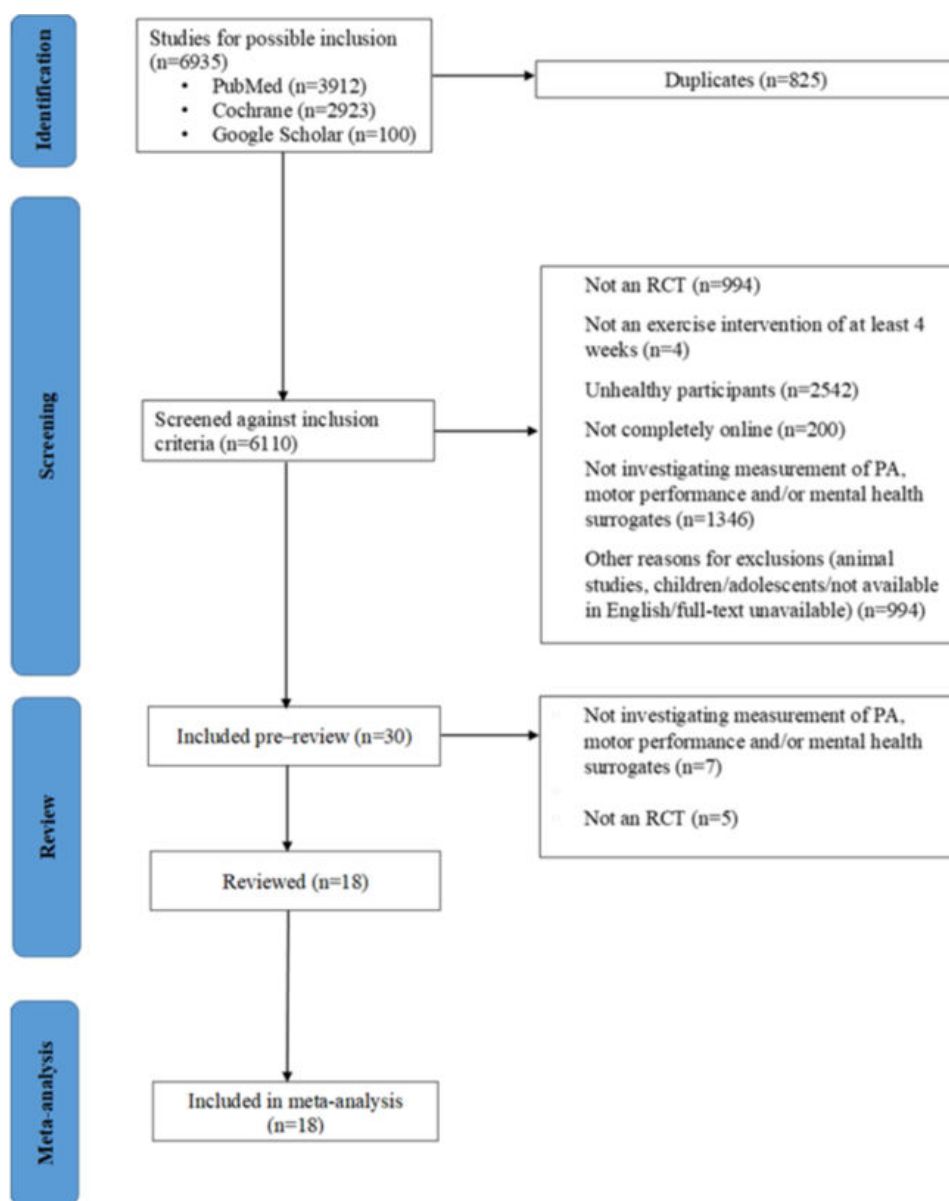 Identification
Studies for possible inclusion
(n=6935)
• PubMed (n=3912)
• Cochrane (n=2923)
• Google Scholar (n=100)
Duplicates (n=825)
Screening
Screened against inclusion
criteria (n=6110)
Not an RCT (n=994)
Not an exercise intervention of at least 4
weeks (n=4)
Unhealthy participants (n=2542)
Not completely online (n=200)
Not investigating measurement of PA,
motor performance and/or mental health
surrogates (n=1346)
Other reasons for exclusions (animal
studies, children/adolescents/not available
in English/full-text unavailable) (n=994)
Review
Included pre–review (n=30)
Not investigating measurement of PA,
motor performance and/or mental health
surrogates (n=7)
Not an RCT (n=5)
Reviewed (n=18)
Meta-analysis
Included in meta-analysis
(n=18)